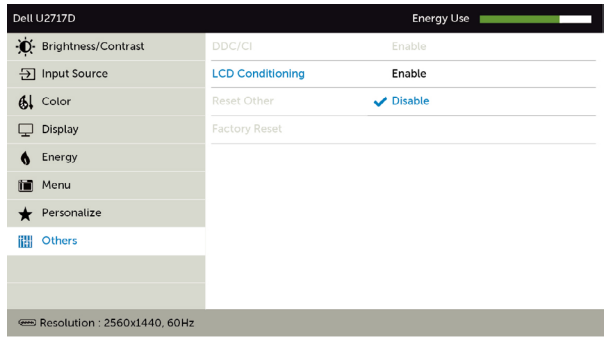 Dell U2717D Energy Use
Brightness/Contrast DDC/CI Enable
Input Source LCD Conditioning Enable
Color Reset Other Disable
Display Factory Reset
Energy
Menu
Personalize
Others
Resolution : 2560x1440, 60Hz